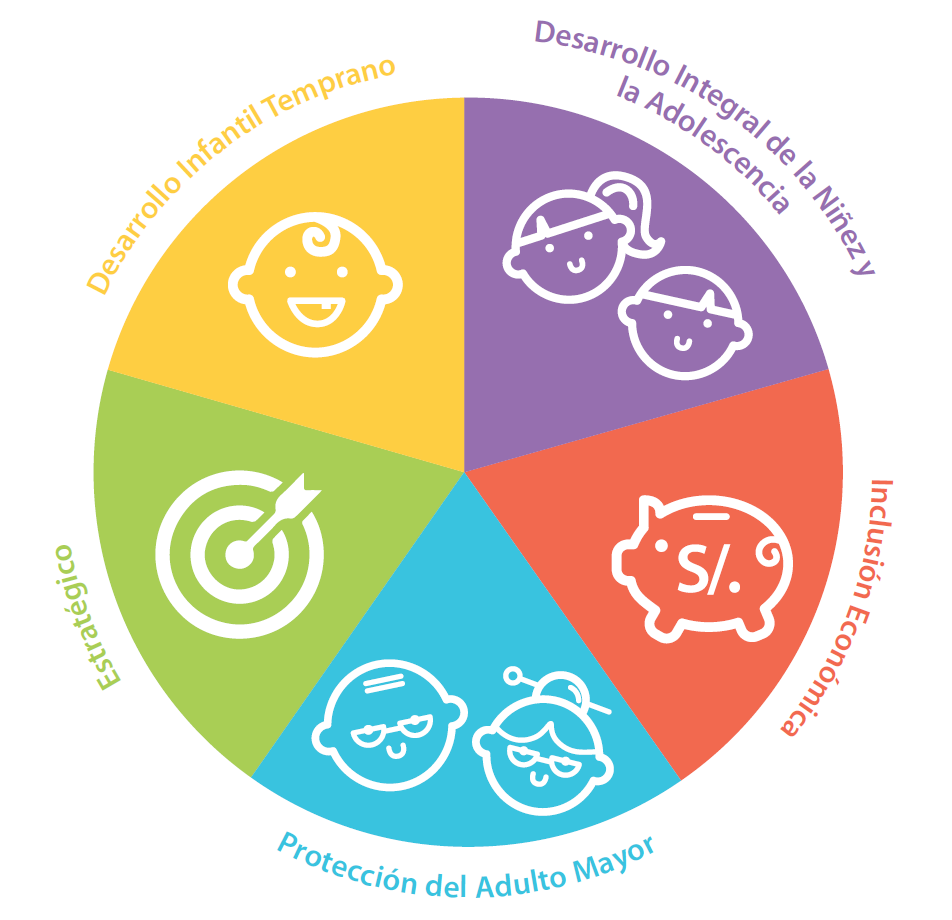 Desarrollo Infantil Temprano
Desarrollo Integral de la Niñez y
la Adolescencia
Inclusión Económica
S/.
Protección del Adulto Mayor
Estratégico